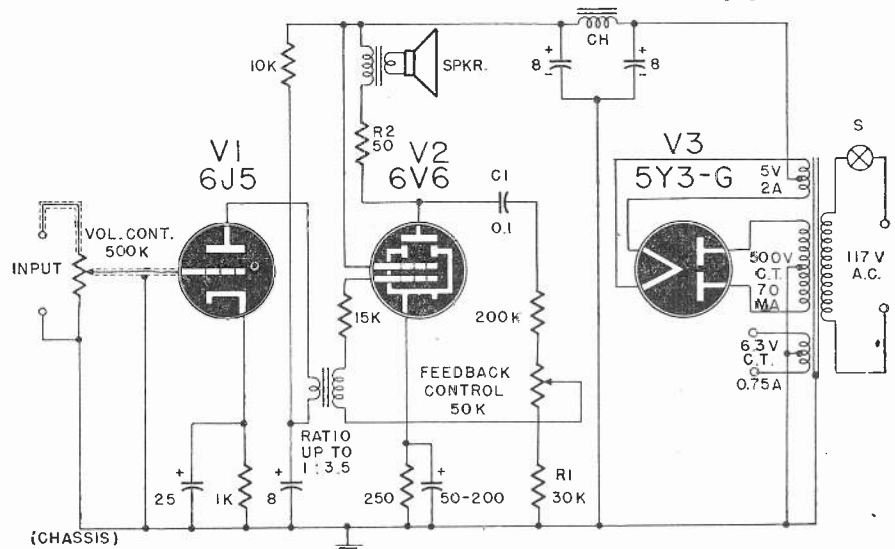 CH
8
8
SPKR.
10K
R2
50
V1
6J5
V2
6V6
C1
0.1
V3
5Y3-G
S
5V
2A
VOL. CONT.
500K
INPUT
500V
C.T.
70
MA
117 V
A.C.
15K
200K
6.3V
C.T.
0.75A
FEEDBACK
CONTROL
50K
RATIO
UP TO
1:3.5
25
1K
8
250
50-200
R1
30K
(CHASSIS)